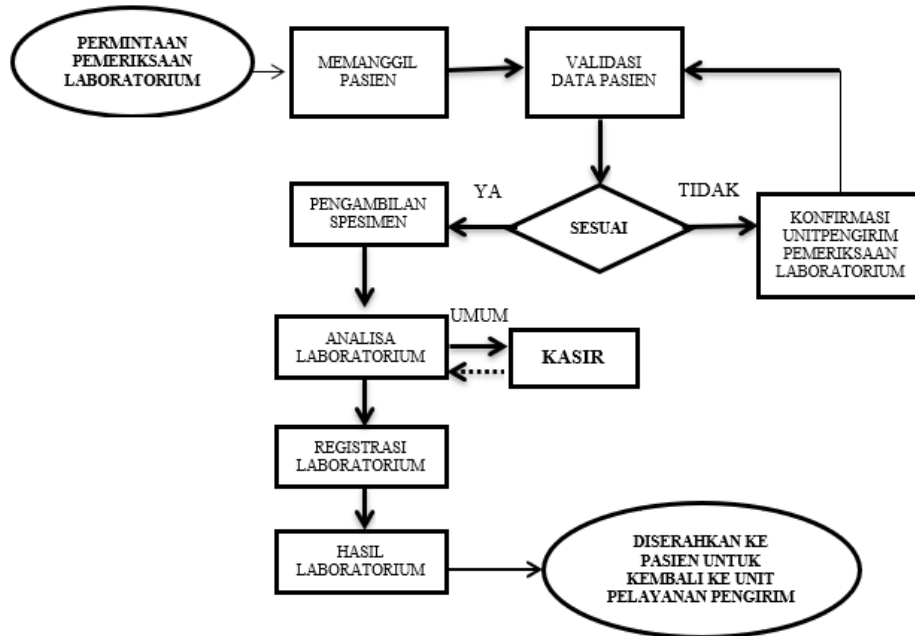 PERMINTAAN
PEMERIKSAAN
LABORATORIUM
MEMANGGIL
PASIEN
VALIDASI
DATA PASIEN
YA
TIDAK
PENGAMBILAN
SPESIMEN
SESUAI
KONFIRMASI
UNITPENGIRIM
PEMERIKSAAN
LABORATORIUM
UMUM
ANALISA
LABORATORIUM
KASIR
REGISTRASI
LABORATORIUM
HASIL
LABORATORIUM
DISERAHKAN KE
PASIEN UNTUK
KEMBALI KE UNIT
PELAYANAN PENGIRIM